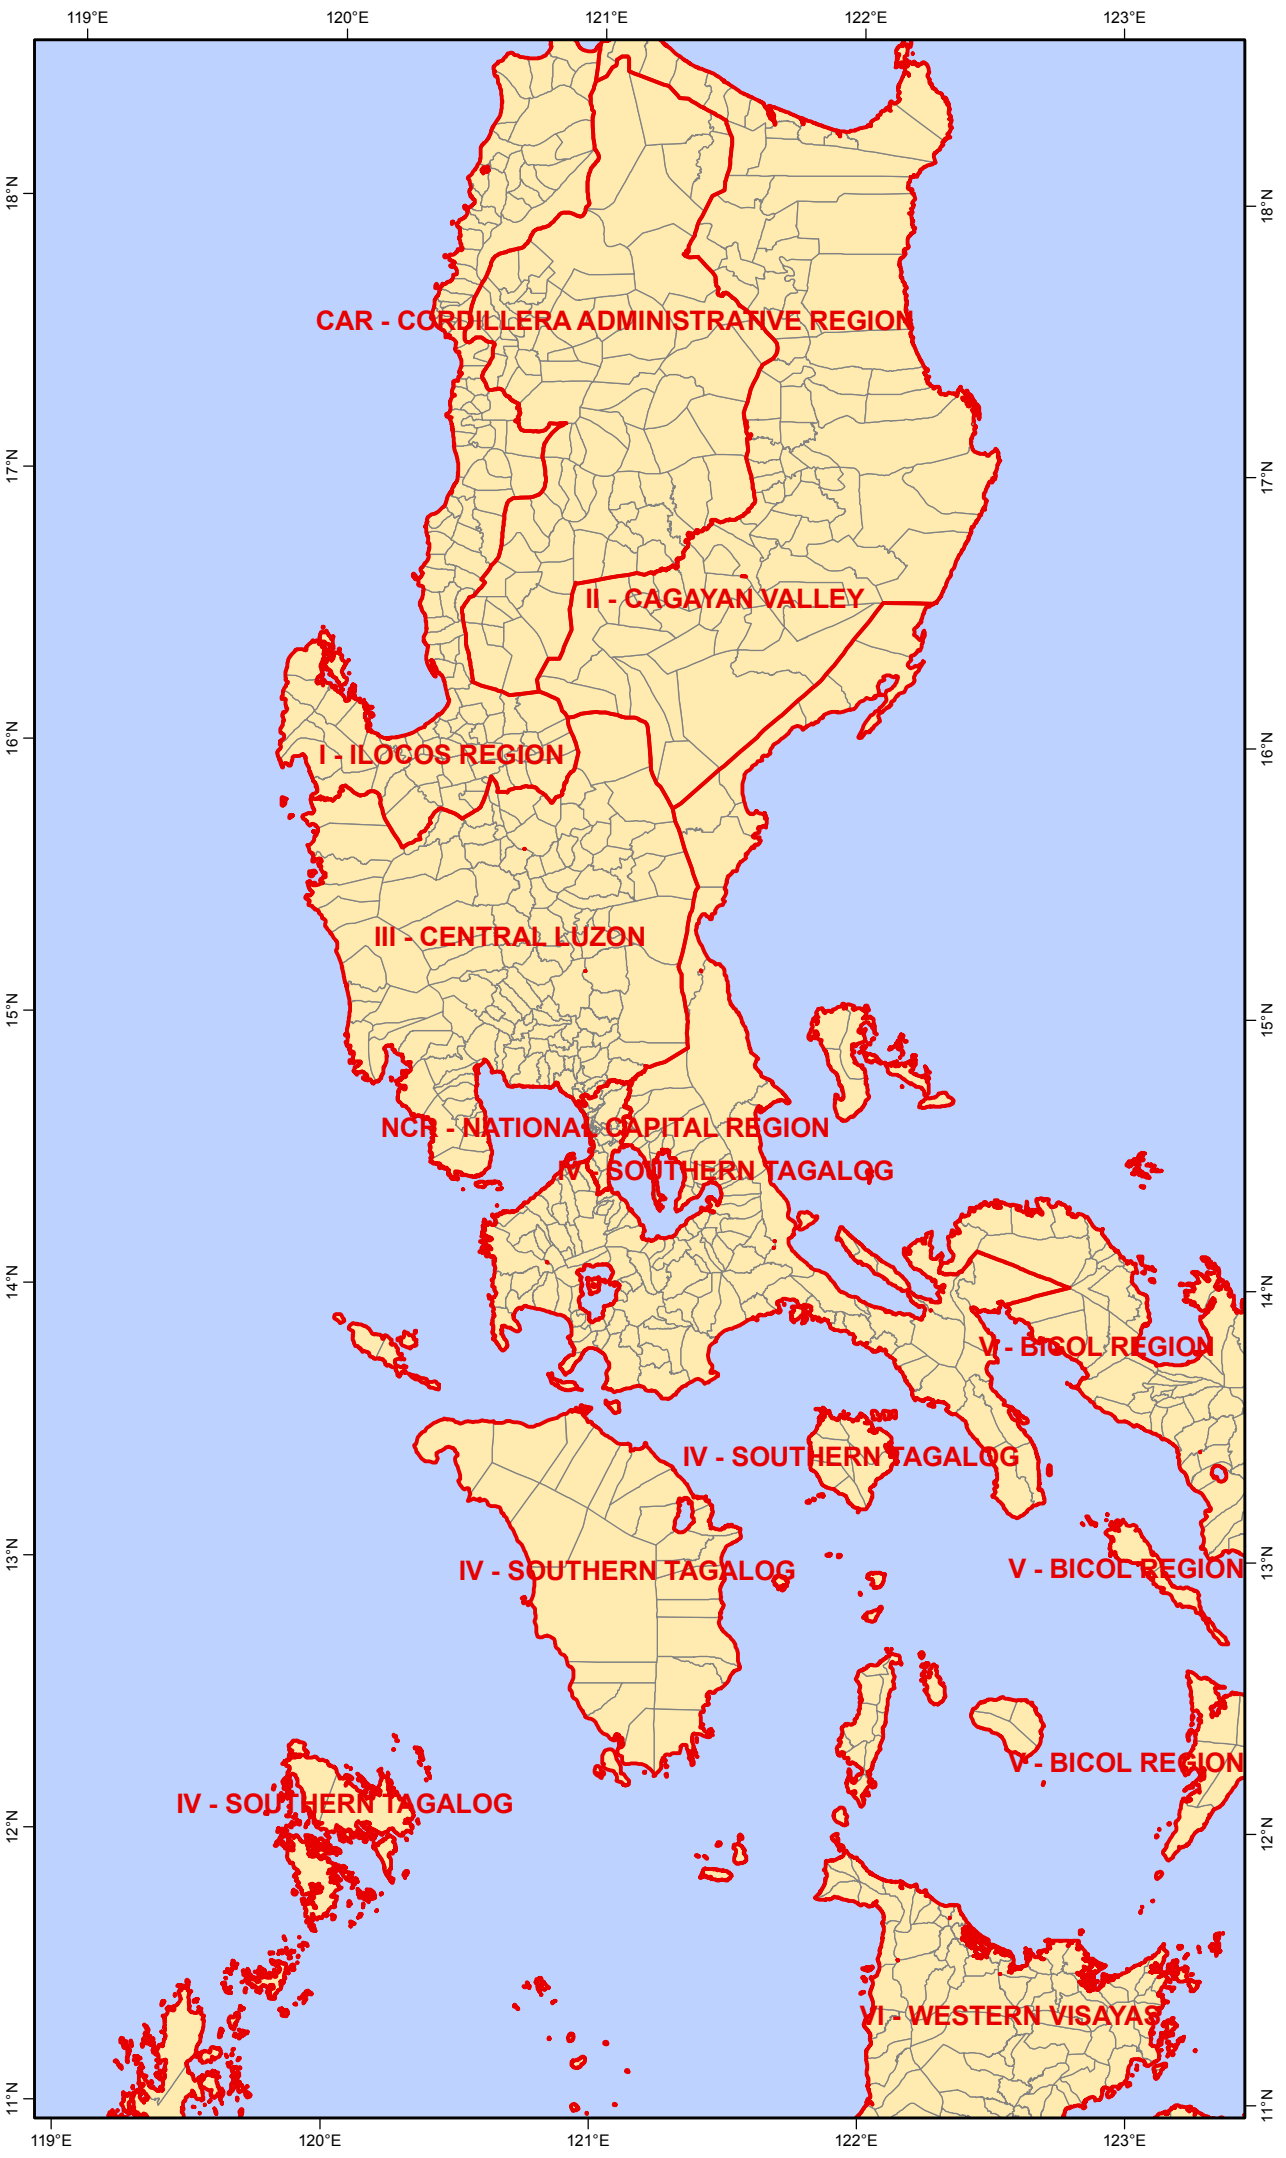 119°E
120°E
121°E
122°E
123°E
18°N
18°N
CAR - CORDILLERA ADMINISTRATIVE REGION
17°N
17°N
II - CAGAYAN VALLEY
16°N
16°N
I - ILOCOS REGION
III - CENTRAL LUZON
15°N
15°N
NCR - NATIONAL CAPITAL REGION
IV - SOUTHERN TAGALOG
14°N
14°N
V - BICOL REGION
IV - SOUTHERN TAGALOG
13°N
13°N
IV - SOUTHERN TAGALOG
V - BICOL REGION
V - BICOL REGION
IV - SOUTHERN TAGALOG
12°N
12°N
VI - WESTERN VISAYAS
11°N
11°N
119°E
120°E
121°E
122°E
123°E